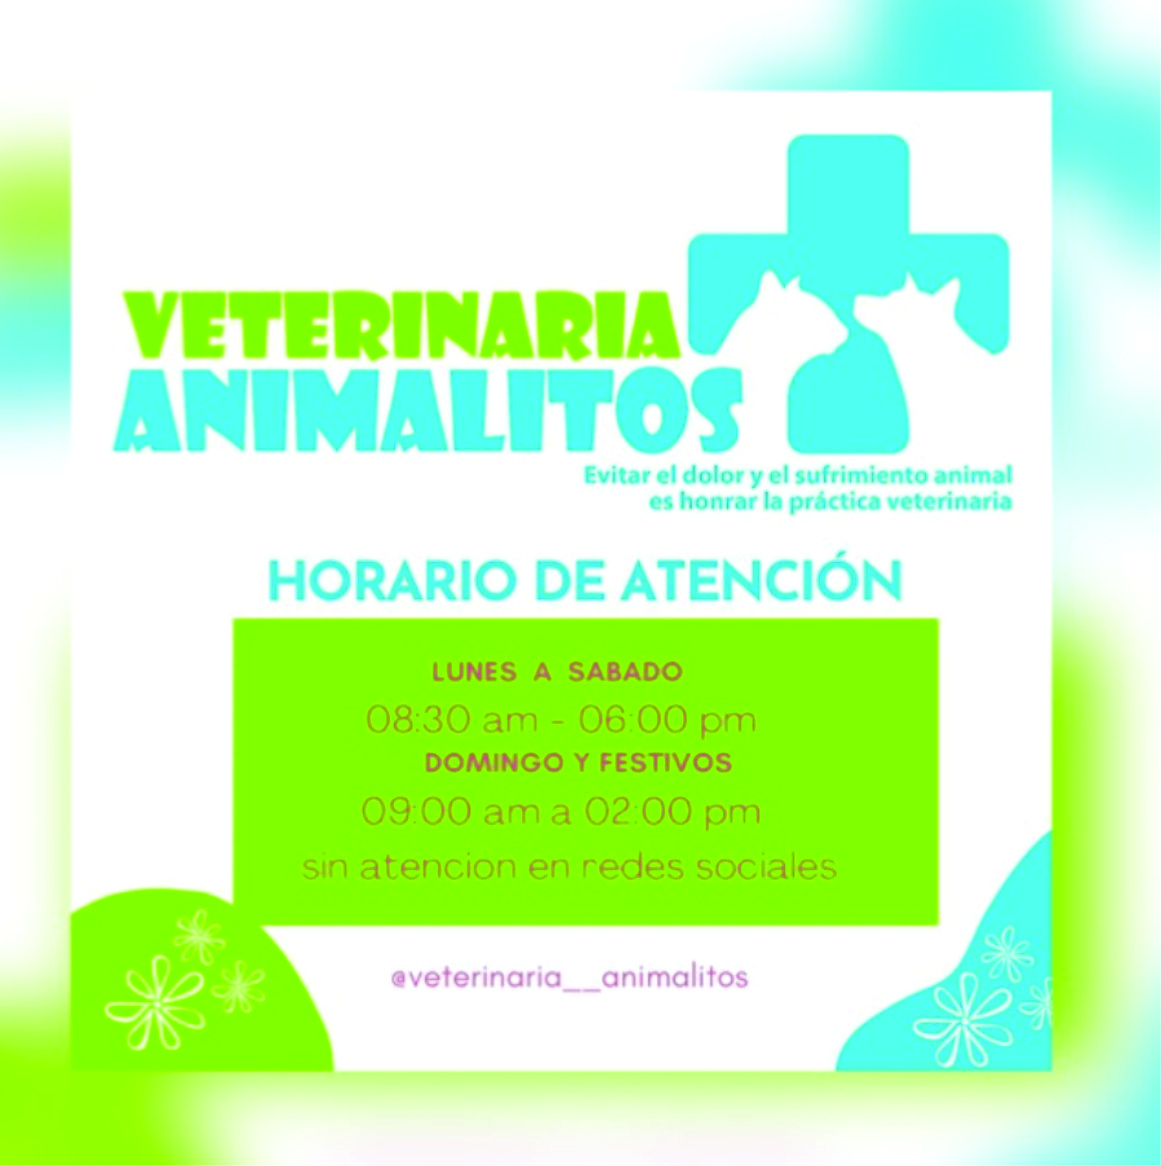 VETERINARIA
ANIMALITOS
Evitar el dolor y el sufrimiento animal
es honrar la práctica veterinaria
HORARIO DE ATENCIÓN
LUNES A SABADO
08:30 am - 06:00 pm
DOMINGO Y FESTIVOS
09:00 am a 02:00 pm
sin atencion en redes sociales
@veterinaria__animalitos